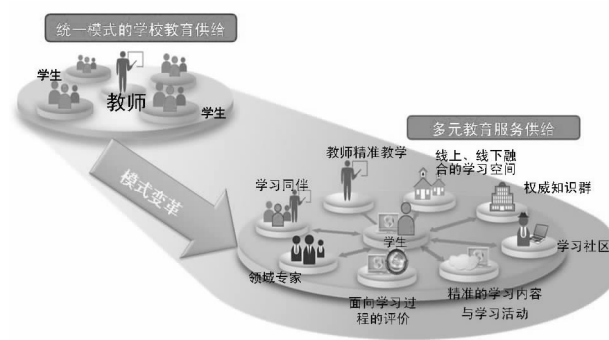 统一模式的学校教育供给
学生
教师
学生
模式变革
多元教育服务供给
教师精准教学
线上、线下融
合的学习空间
权威知识群
学习同伴
学生
学习社区
领域专家
面向学习过
程的评价
精准的学习内容
与学习活动